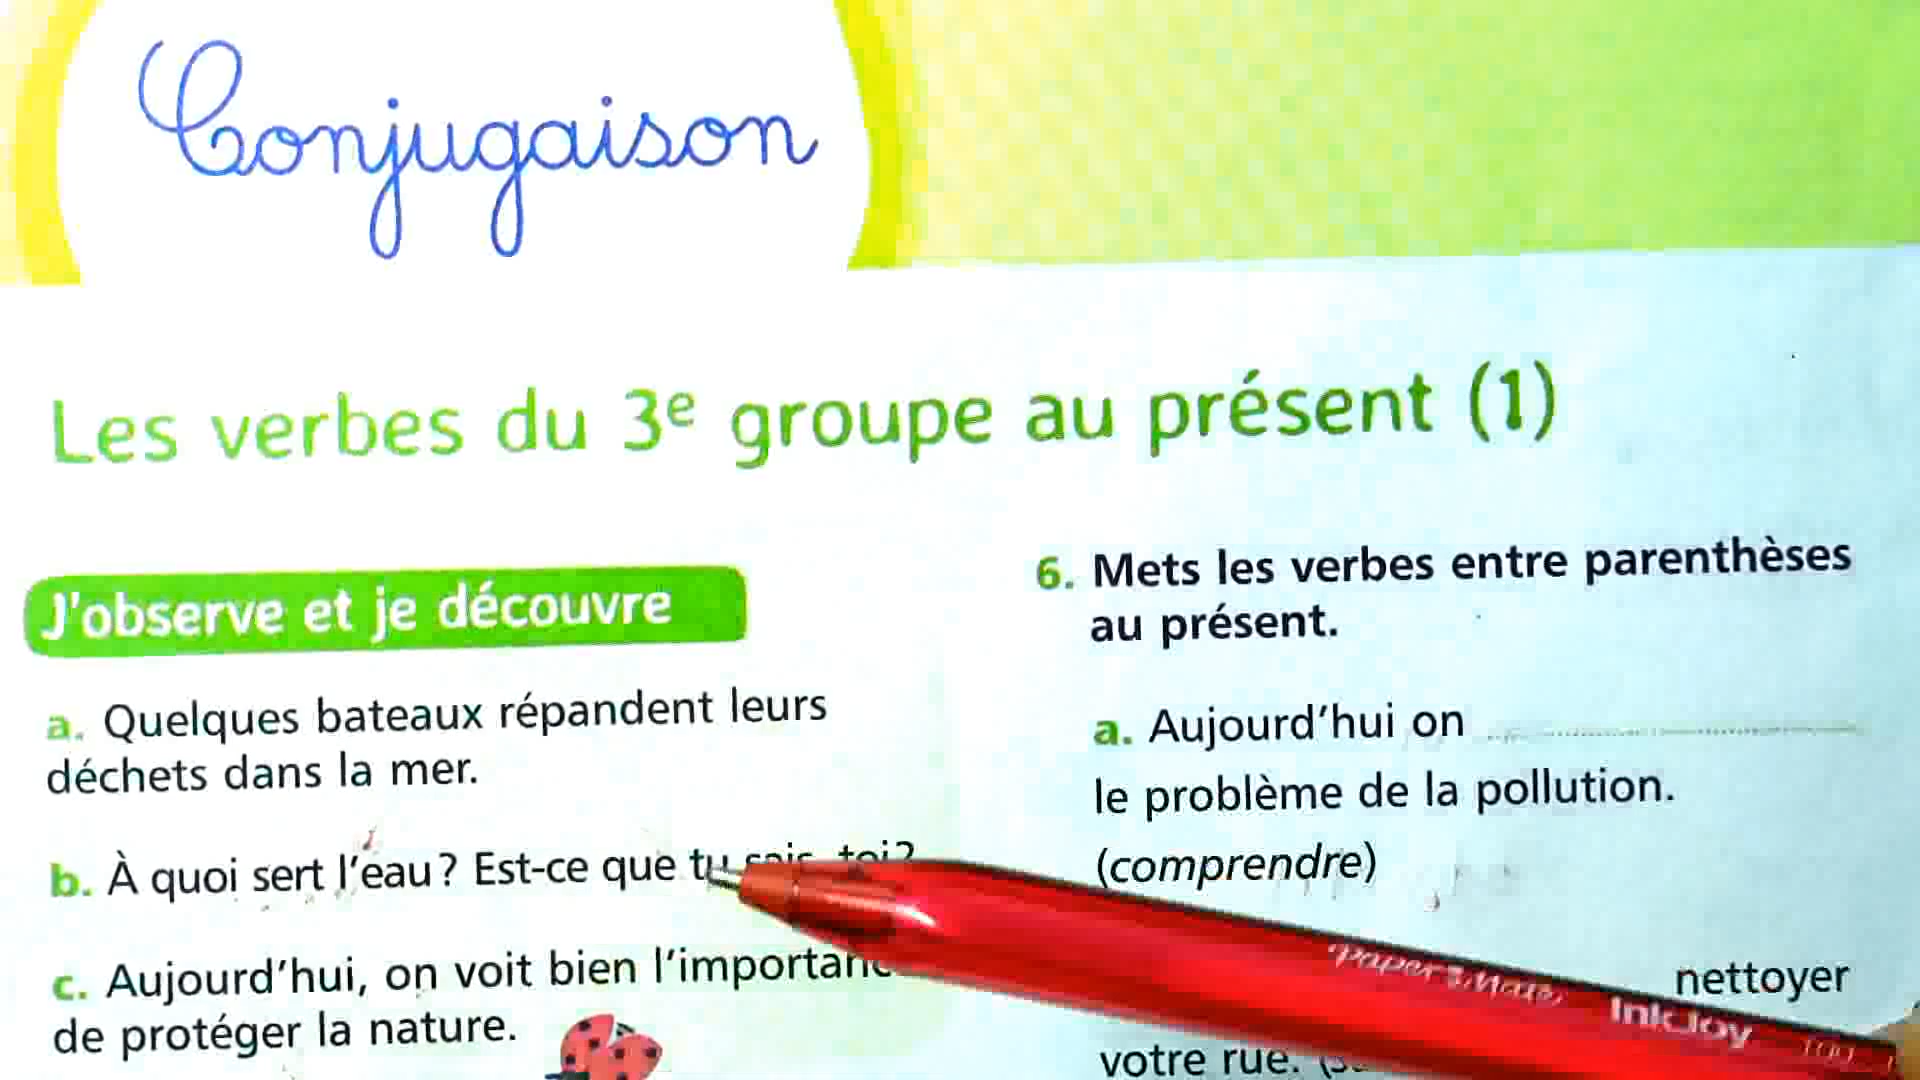 Conjugaison
Les verbes du 3e groupe au présent (1)
J'observe et je découvre
a. Quelques bateaux répandent leurs
déchets dans la mer.
b. À quoi sert l'eau ? Est-ce que tu sais, toi ?
c. Aujourd'hui, on voit bien
de protéger la nature.
6. Mets les verbes entre parenthèses
au présent.
a. Aujourd'hui on
le problème de la pollution.
(comprendre)
nettoyer
votre rue.
Paper Mate InkJoy 100